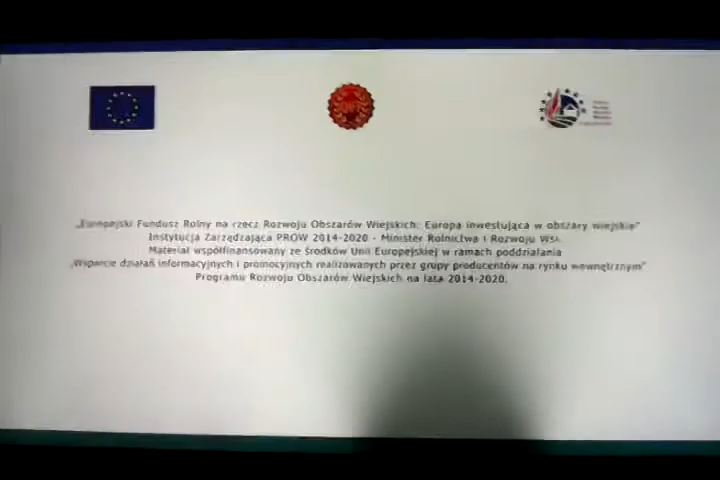 „Europejski Fundusz Rolny na rzecz Rozwoju Obszarów Wiejskich: Europa inwestująca w obszary wiejskie"
Instytucja Zarządzająca PROW 2014-2020 - Minister Rolnictwa i Rozwoju Wsi.
Materiał współfinansowany ze środków Unii Europejskiej w ramach poddziałania
„Wsparcie działań informacyjnych i promocyjnych realizowanych przez grupy producentów na rynku wewnętrznym"
Programu Rozwoju Obszarów Wiejskich na lata 2014-2020.